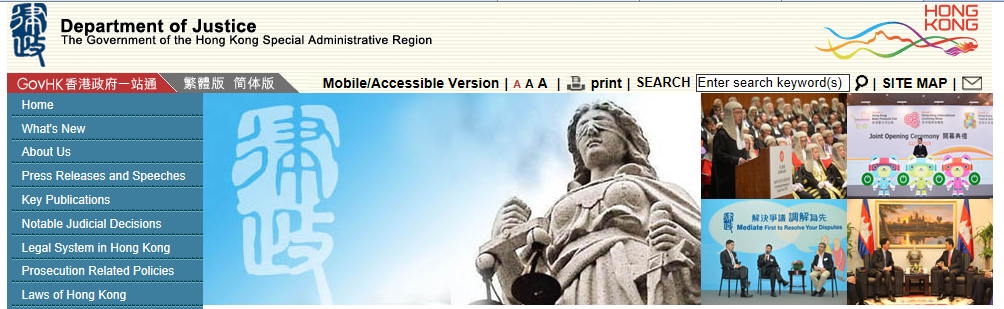 律政
Department of Justice
The Government of the Hong Kong Special Administrative Region
HONG
KONG
GovHK 香港政府一站通 繁體版 简体版
Mobile/Accessible Version | A A A | print | SEARCH Enter search keyword(s) | SITE MAP |
Home
What's New
About Us
Press Releases and Speeches
Key Publications
Notable Judicial Decisions
Legal System in Hong Kong
Prosecution Related Policies
Laws of Hong Kong
律政
Joint Opening Ceremony 開幕典禮
解決爭議 調解為先
Mediate First to Resolve Your Disputes